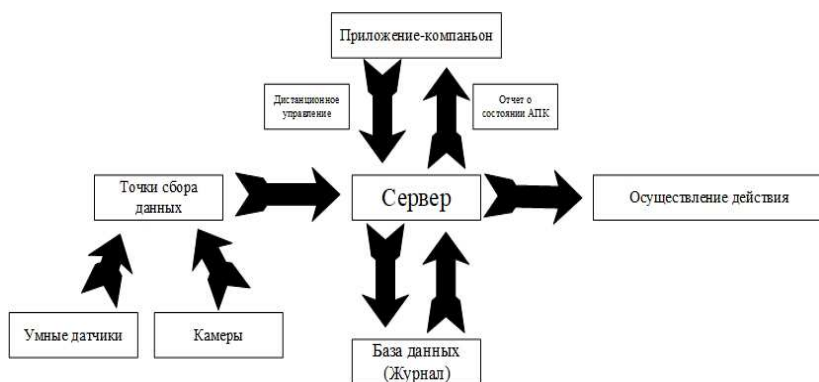 Приложение-компаньон
Дистанционное
управление
Отчет о
состоянии АПК
Точки сбора
данных
Сервер
Осуществление действия
Умные датчики
Камеры
База данных
(Журнал)